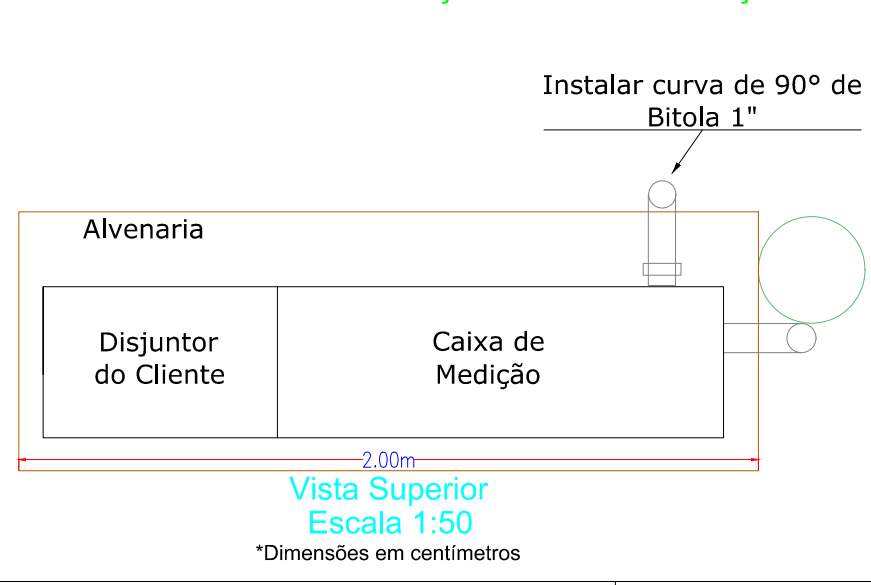 Instalar curva de 90° de
Bitola 1"
Alvenaria
Disjuntor
do Cliente
Caixa de
Medição
2.00m
Vista Superior
Escala 1:50
*Dimensões em centímetros